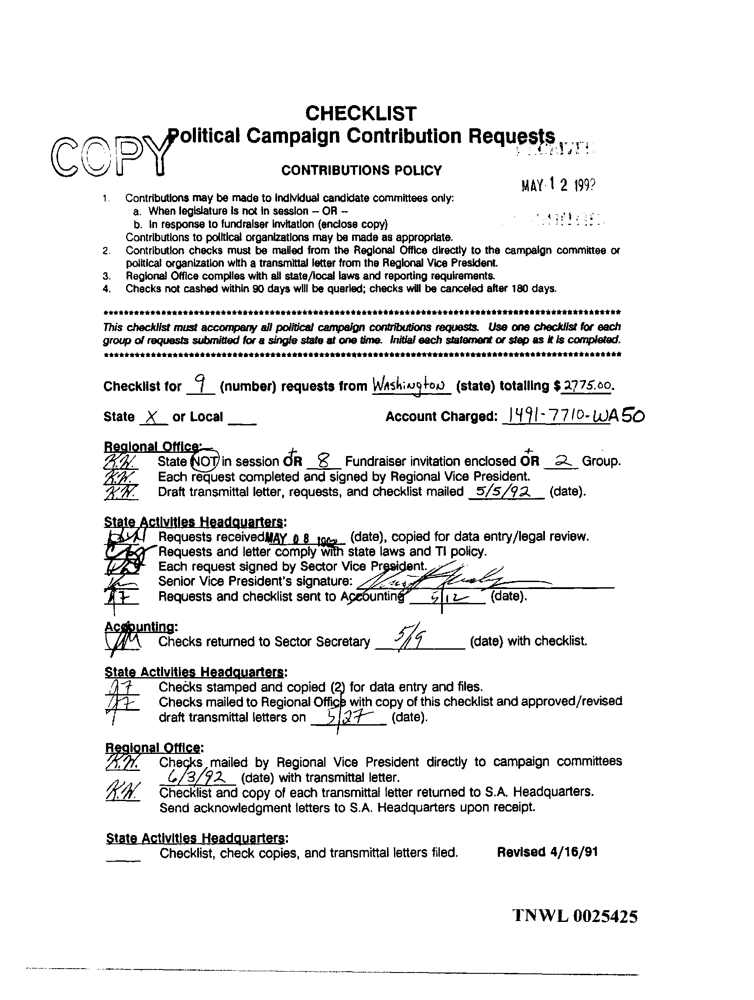 CHECKLIST
COPY Political Campaign Contribution Requests
CONTRIBUTIONS POLICY
MAY 1 2 1992
1. Contributions may be made to individual candidate committees only:
a. When legislature is not in session -- OR --
b. In response to fundraiser invitation (enclose copy)
Contributions to political organizations may be made as appropriate.
2. Contribution checks must be mailed from the Regional Office directly to the campaign committee or
political organization with a transmittal letter from the Regional Vice President.
3. Regional Office complies with all state/local laws and reporting requirements.
4. Checks not cashed within 90 days will be queried; checks will be canceled after 180 days.
This checklist must accompany all political campaign contributions requests. Use one checklist for each
group of requests submitted for a single state at one time. Initial each statement or step as it is completed.
Checklist for 9 (number) requests from Washington (state) totalling $ 2775.00.
State X or Local ____ Account Charged: 1491-7710-WA50
Regional Office:
K.N. State NOT in session OR + 8 Fundraiser invitation enclosed OR + 2 Group.
K.N. Each request completed and signed by Regional Vice President.
K.N. Draft transmittal letter, requests, and checklist mailed 5/5/92 (date).
State Activities Headquarters:
Requests received MAY 0 8 1992 (date), copied for data entry/legal review.
Requests and letter comply with state laws and TI policy.
Each request signed by Sector Vice President.
Senior Vice President's signature:
Requests and checklist sent to Accounting 5/12 (date).
Accounting:
Checks returned to Sector Secretary 5/19 (date) with checklist.
State Activities Headquarters:
Checks stamped and copied (2) for data entry and files.
Checks mailed to Regional Office with copy of this checklist and approved/revised
draft transmittal letters on 5/27 (date).
Regional Office:
K.N. Checks mailed by Regional Vice President directly to campaign committees
6/3/92 (date) with transmittal letter.
K.N. Checklist and copy of each transmittal letter returned to S.A. Headquarters.
Send acknowledgment letters to S.A. Headquarters upon receipt.
State Activities Headquarters:
____ Checklist, check copies, and transmittal letters filed. Revised 4/16/91
TNWL 0025425